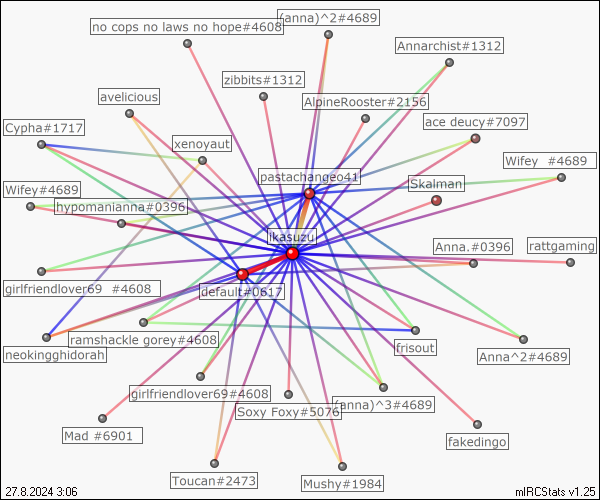 (anna)^2#4689
no cops no laws no hope#4608
Annarchist#1312
zibbits#1312
avelicious
AlpineRooster#2156
ace deucy#7097
Cypha#1717
xenoyaut
Wifey #4689
pastachangeo41
Skalman
Wifey#4689
hypomanianna#0396
ikasuzu
Anna.#0396
rattgaming
girlfriendlover69 #4608
default#0617
ramshackle gorey#4608
frisout
neokingghidorah
Anna^2#4689
girlfriendlover69#4608
(anna)^3#4689
Soxy Foxy#5076
Mad #6901
fakedingo
Toucan#2473
Mushy#1984
27.8.2024 3:06
mIRCStats v1.25